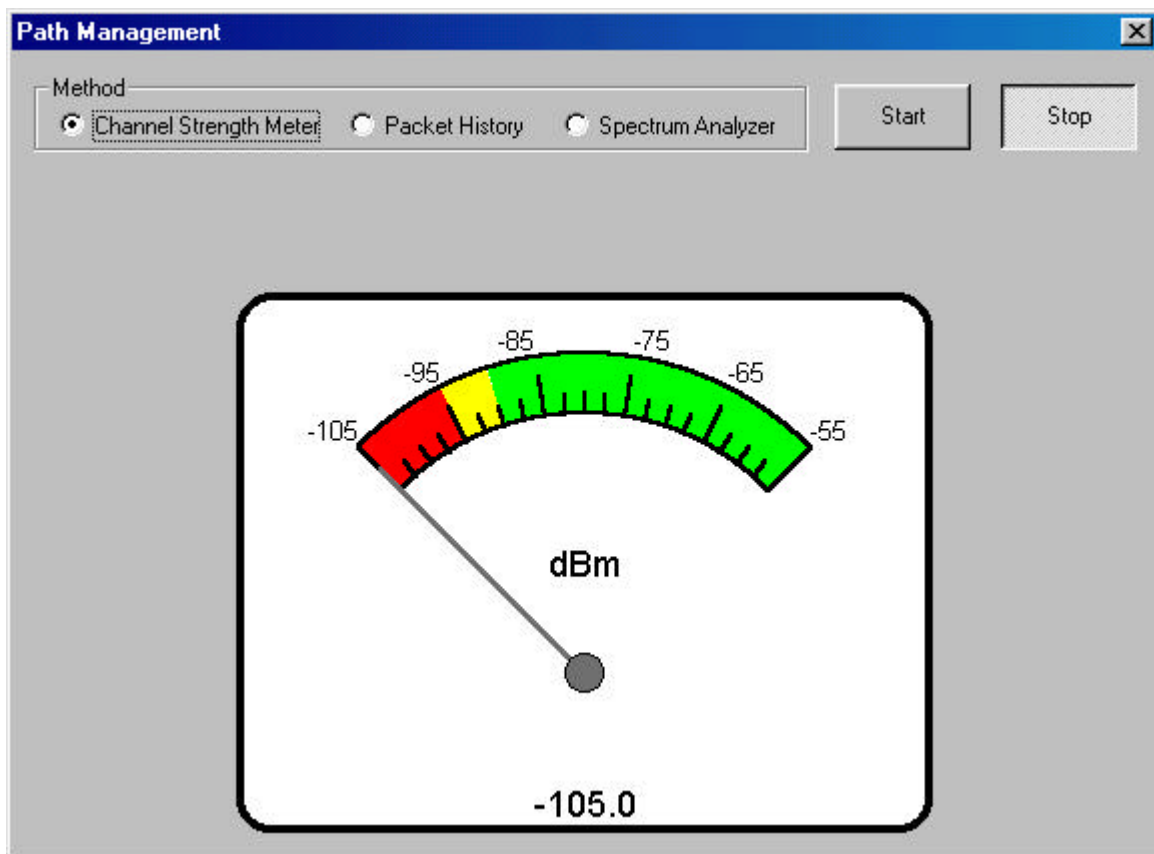 Path Management
Method
Channel Strength Meter Packet History Spectrum Analyzer Start Stop
-85 -75
-95 -65
-105 -55
dBm
-105.0